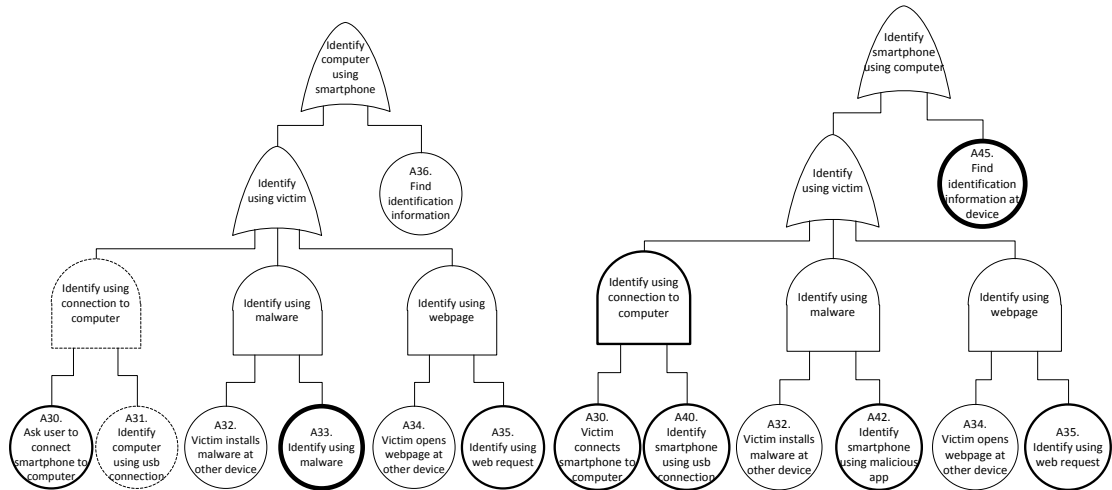 Identify
computer
using
smartphone
A36.
Find
identification
information
Identify
using victim
Identify using
connection to
computer
Identify using
malware
Identify using
webpage
A30.
Ask user to
connect
smartphone to
computer
A31.
Identify
computer
using usb
connection
A32.
Victim installs
malware at
other device
A33.
Identify using
malware
A34.
Victim opens
webpage at
other device
A35.
Identify using
web request
Identify
smartphone
using computer
A45.
Find
identification
information at
device
Identify
using victim
Identify using
connection to
computer
Identify using
malware
Identify using
webpage
A30.
Victim
connects
smartphone to
computer
A40.
Identify
smartphone
using usb
connection
A32.
Victim installs
malware at
other device
A42.
Identify
smartphone
using malicious
app
A34.
Victim opens
webpage at
other device
A35.
Identify using
web request